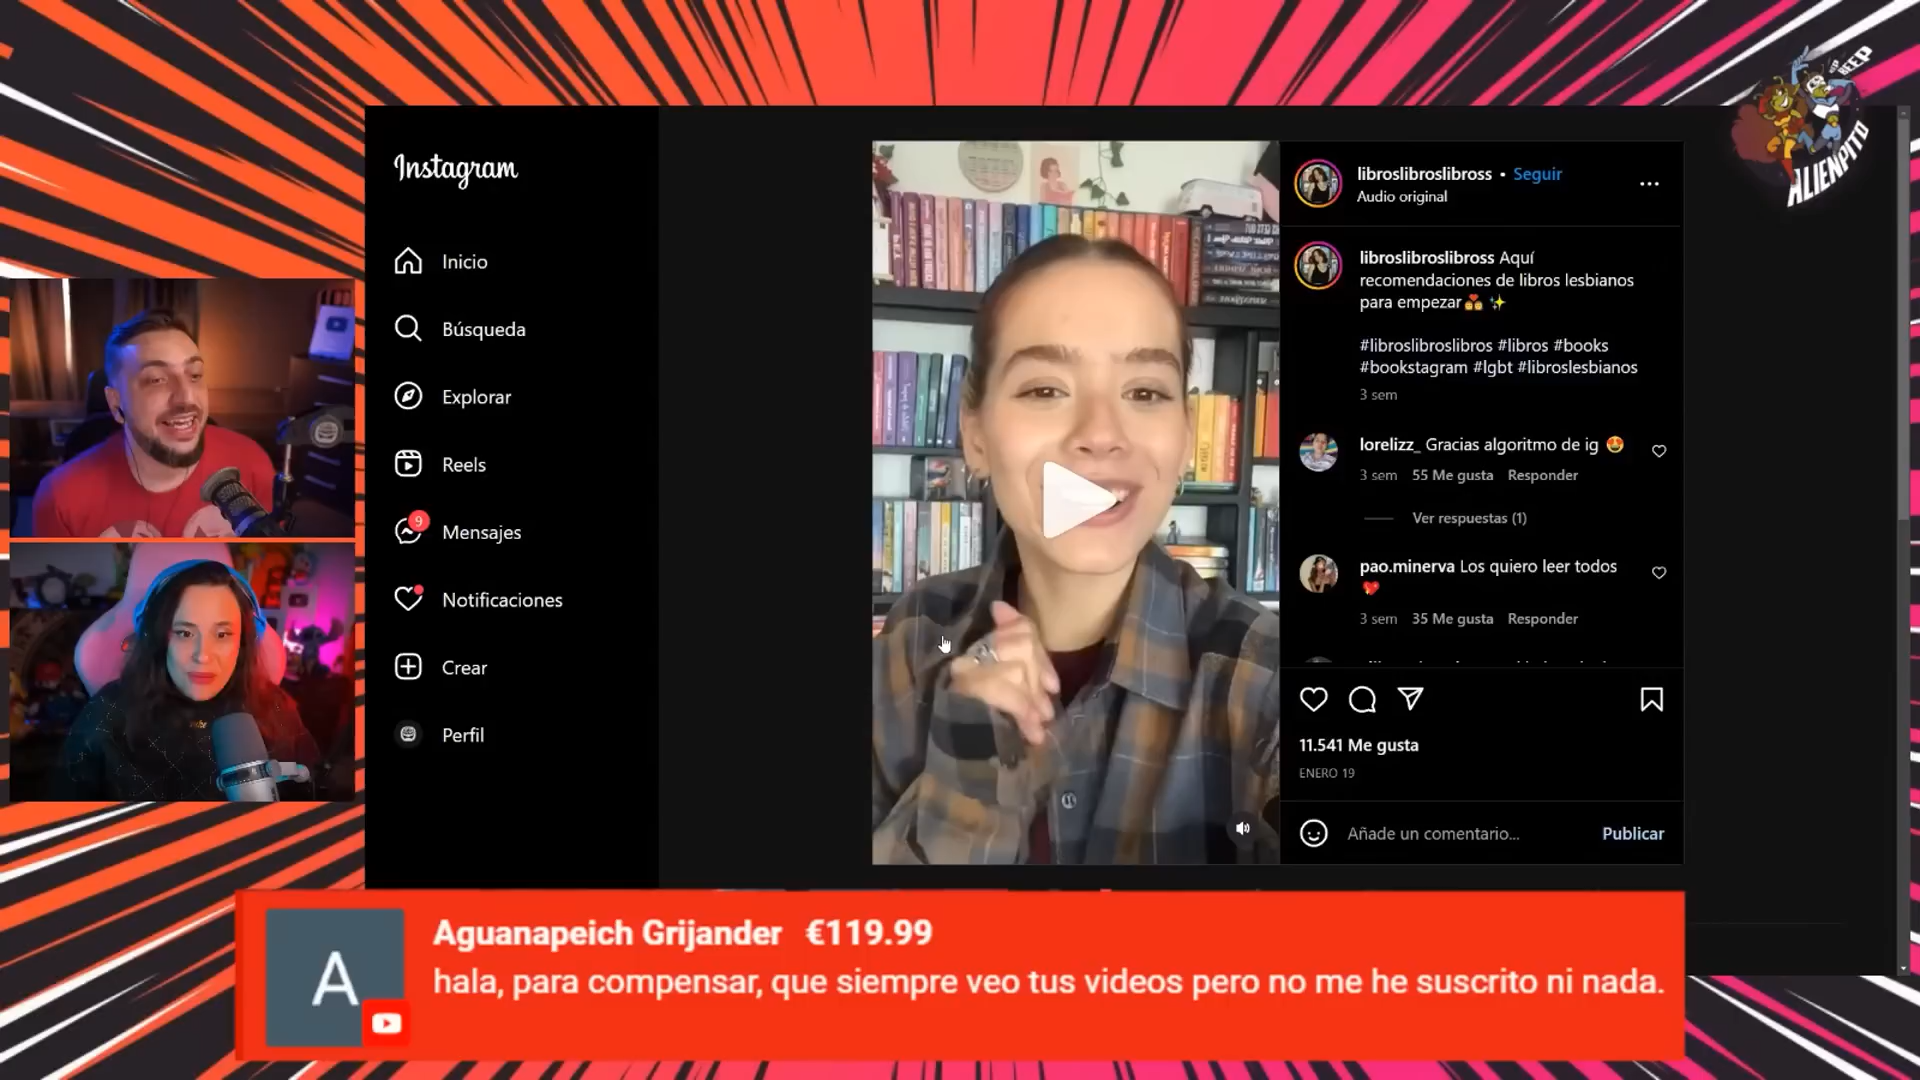 BEEP
ALIENPITO
Instagram
Inicio
Búsqueda
Explorar
Reels
9
Mensajes
Notificaciones
Crear
Perfil
libroslibroslibross • Seguir
Audio original
libroslibroslibross Aquí
recomendaciones de libros lesbianos
para empezar💏✨
#libroslibroslibros #libros #books
#bookstagram #lgbt #libroslesbianos
3 sem
lorelizz_ Gracias algoritmo de ig 😍
3 sem 55 Me gusta Responder
Ver respuestas (1)
pao.minerva Los quiero leer todos
💖
3 sem 35 Me gusta Responder
11.541 Me gusta
ENERO 19
Añade un comentario...
Publicar
A
Aguanapeich Grijander €119.99
hala, para compensar, que siempre veo tus videos pero no me he suscrito ni nada.